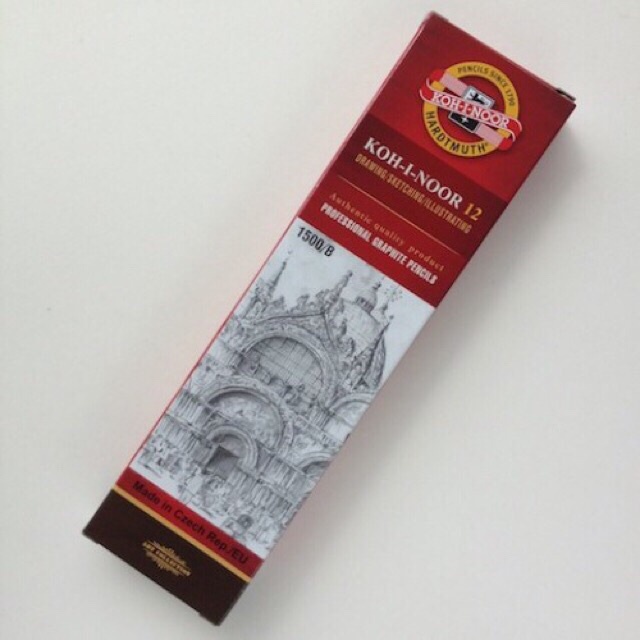 PENCILS SINCE 1790
KOH-I-NOOR
HARDTMUTH
KOH-I-NOOR 12
DRAWING/SKETCHING/ILLUSTRATING
Authentic quality product
PROFESSIONAL GRAPHITE PENCILS
1500/B
Made in Czech Rep./EU